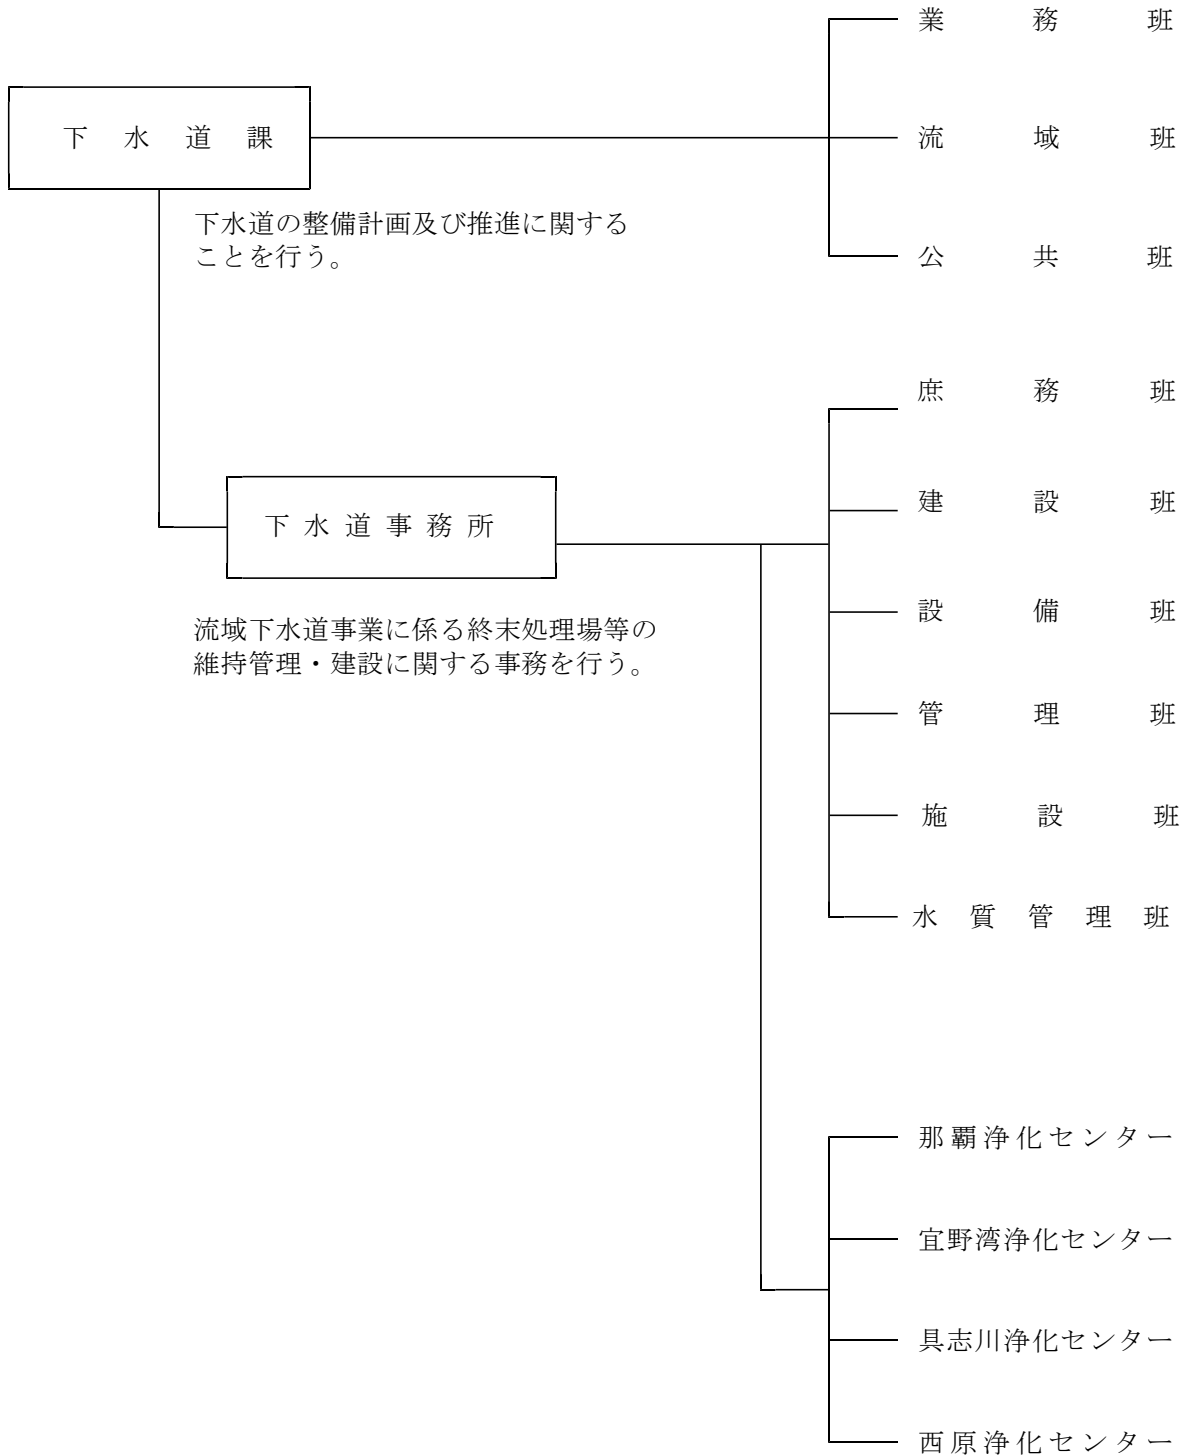 業務班
下水道課
流域班
下水道の整備計画及び推進に関する
ことを行う。
公共班
庶務班
建設班
下水道事務所
設備班
流域下水道事業に係る終末処理場等の
維持管理・建設に関する事務を行う。
管理班
施設班
水質管理班
那覇浄化センター
宜野湾浄化センター
具志川浄化センター
西原浄化センター